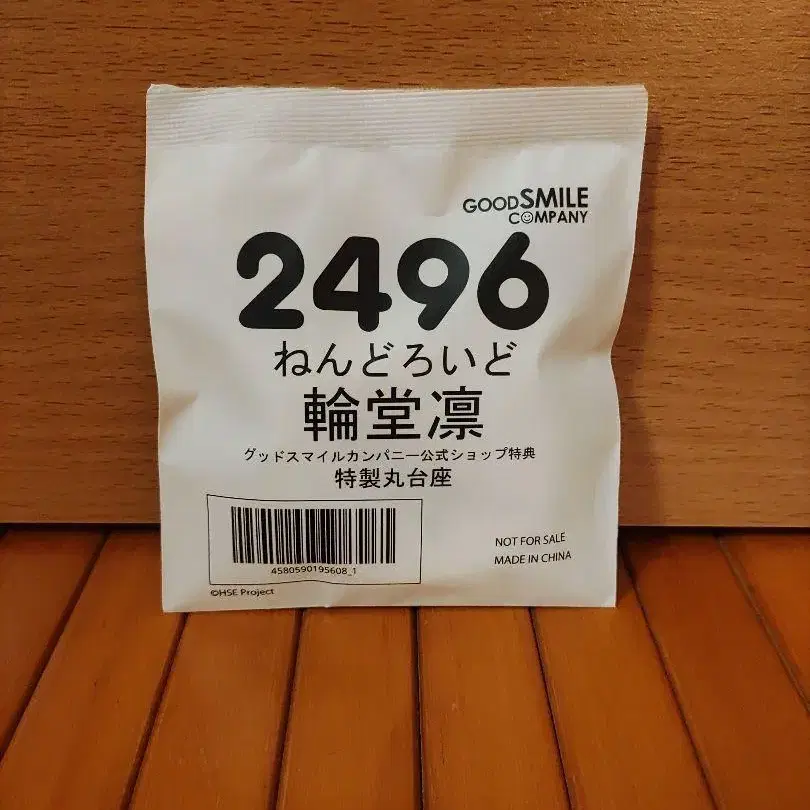 GOODSMILE
COMPANY
2496
ねんどろいど
輪堂凛
グッドスマイルカンパニー公式ショップ特典
特製丸台座
4580590195608_1
NOT FOR SALE
MADE IN CHINA
©HSE Project